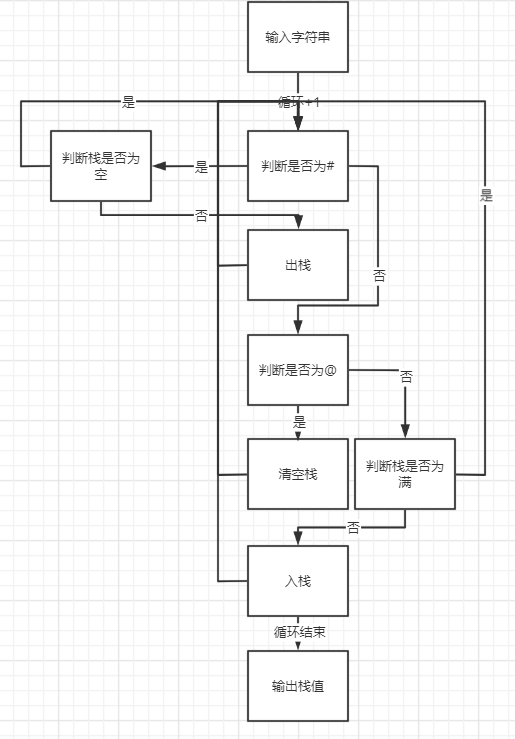 输入字符串
循环+1
是
判断栈是否为
空
是
判断是否为#
是
否
出栈
否
判断是否为@
否
是
清空栈
判断栈是否为
满
否
入栈
循环结束
输出栈值